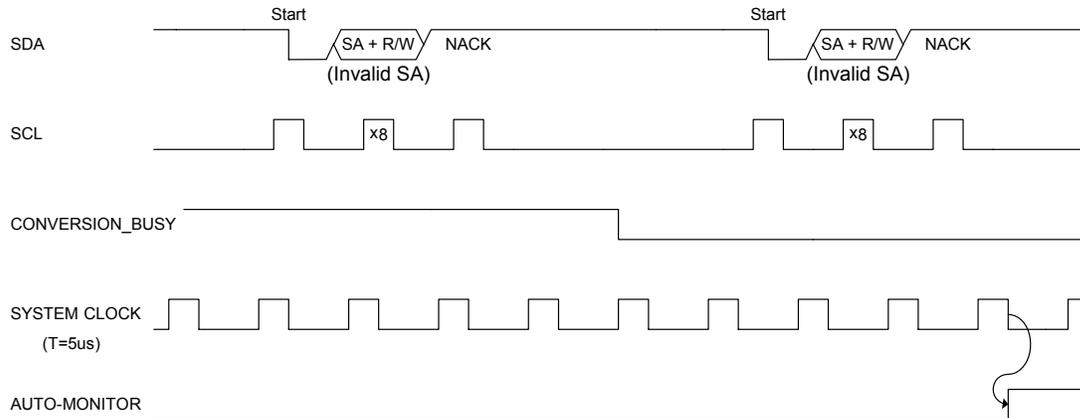 Start
Start
SDA
SA + R/W
NACK
SA + R/W
NACK
(Invalid SA)
(Invalid SA)
SCL
x8
x8
CONVERSION_BUSY
SYSTEM CLOCK
(T=5us)
AUTO-MONITOR